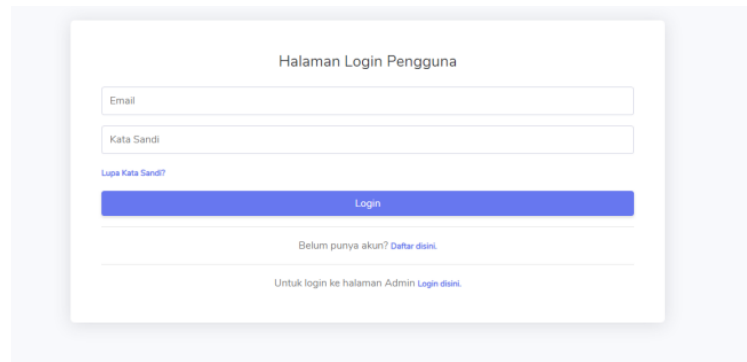 Halaman Login Pengguna
Email
Kata Sandi
Lupa Kata Sandi?
Login
Belum punya akun? Daftar disini.
Untuk login ke halaman Admin Login disini.